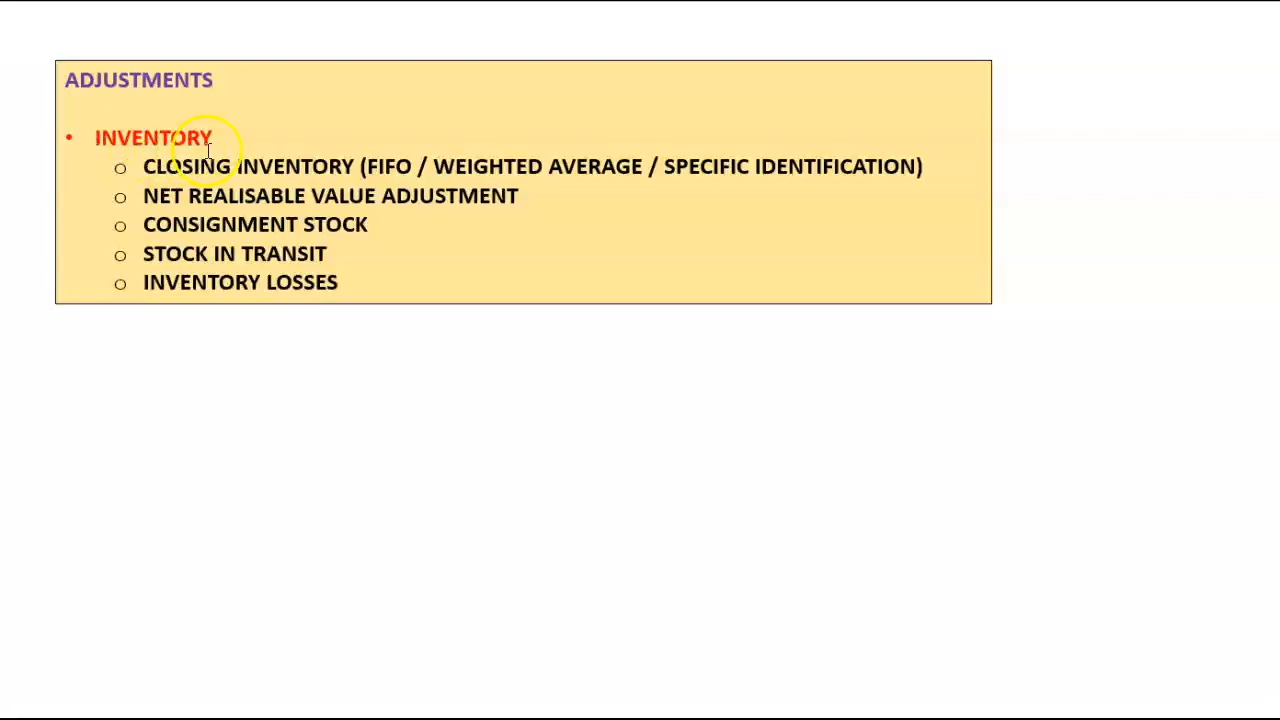 ADJUSTMENTS
• INVENTORY
o CLOSING INVENTORY (FIFO / WEIGHTED AVERAGE / SPECIFIC IDENTIFICATION)
o NET REALISABLE VALUE ADJUSTMENT
o CONSIGNMENT STOCK
o STOCK IN TRANSIT
o INVENTORY LOSSES